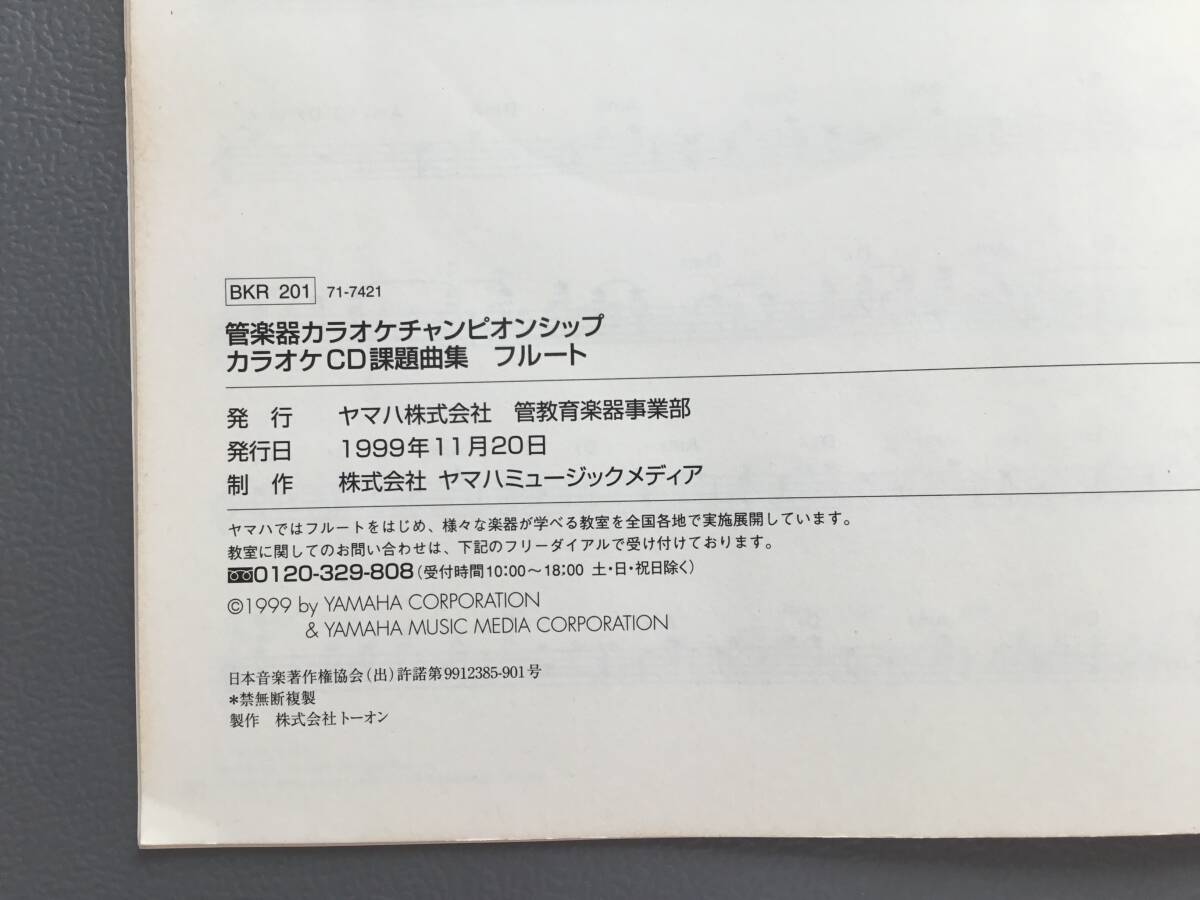 BKR 201 71-7421
管楽器カラオケチャンピオンシップ
カラオケCD課題曲集 フルート
発 行 ヤマハ株式会社 管教育楽器事業部
発行日 1999年11月20日
制 作 株式会社 ヤマハミュージックメディア
ヤマハではフルートをはじめ、様々な楽器が学べる教室を全国各地で実施展開しています。
教室に関してのお問い合わせは、下記のフリーダイアルで受け付けております。
0120-329-808(受付時間10:00〜18:00 土・日・祝日除く)
©1999 by YAMAHA CORPORATION
& YAMAHA MUSIC MEDIA CORPORATION
日本音楽著作権協会(出)許諾第9912385-901号
*禁無断複製
製作 株式会社トーオン